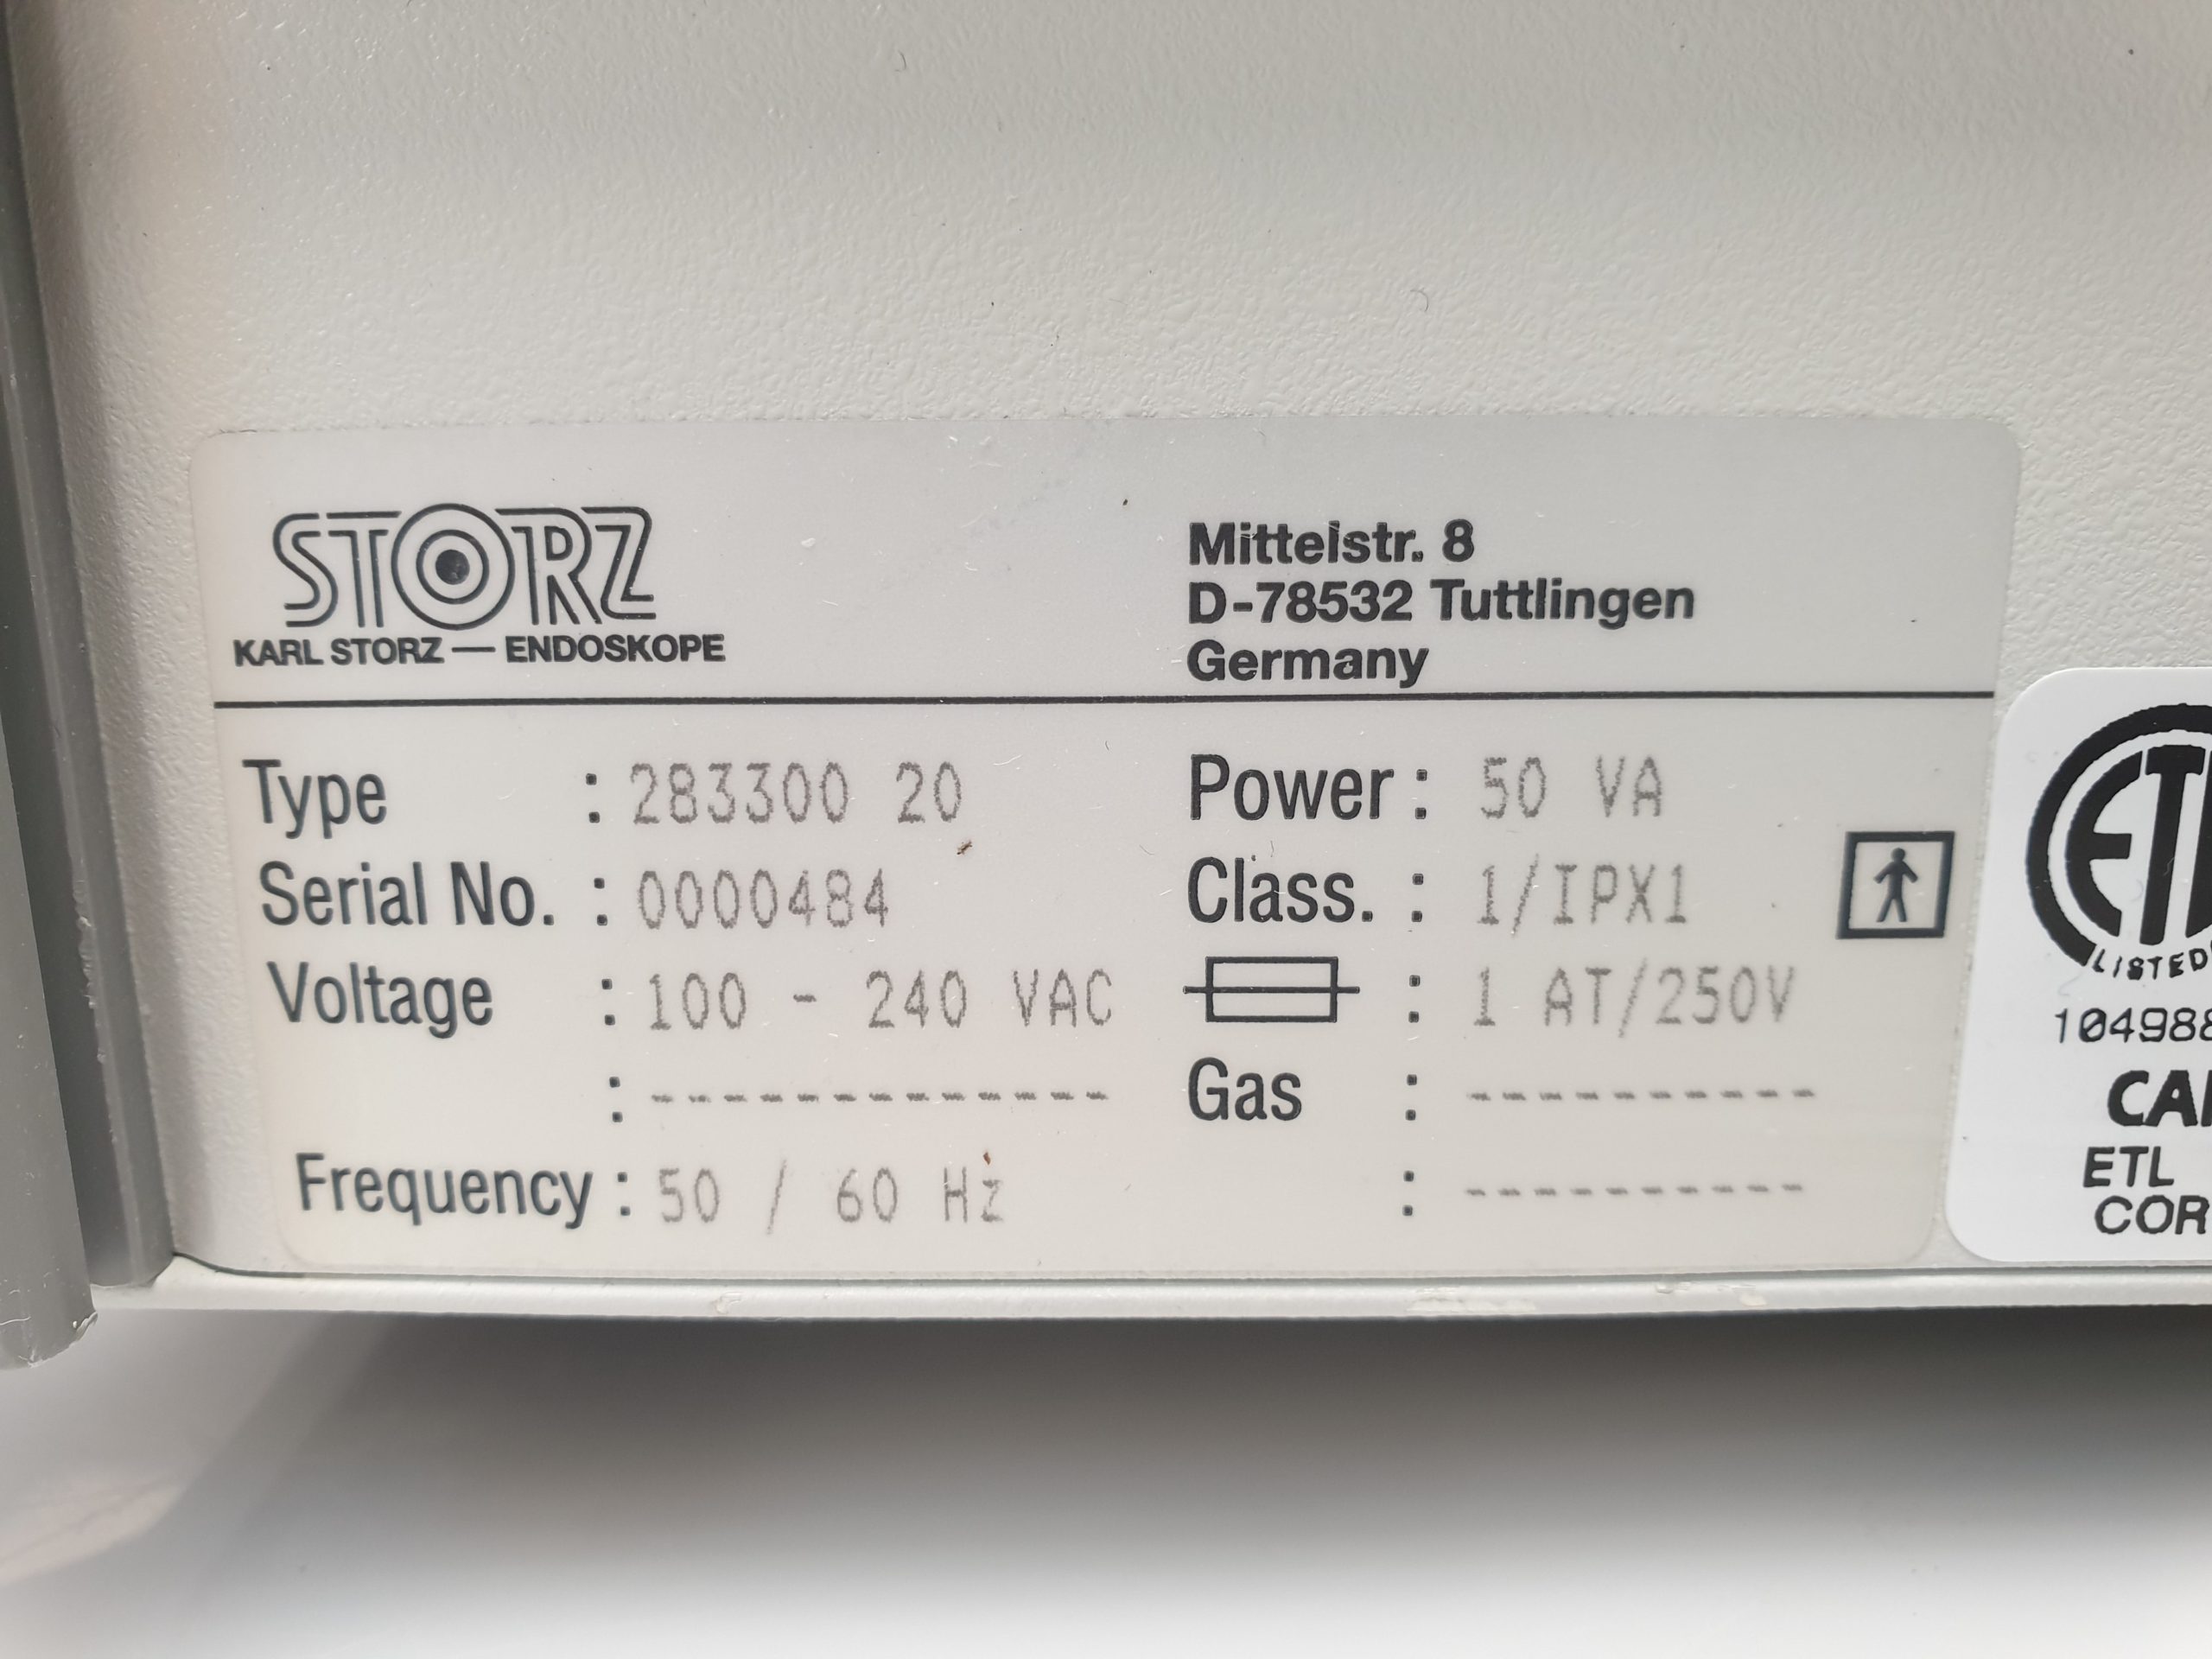 STORZ
KARL STORZ — ENDOSKOPE
Mittelstr. 8
D-78532 Tuttlingen
Germany
Type : 283300 20
Serial No. : 0000484
Voltage : 100 - 240 VAC
: -------------
Frequency : 50 / 60 Hz
Power : 50 VA
Class. : 1/IPX1
: 1 AT/250V
Gas : ----------
: ----------
LISTED
ETL